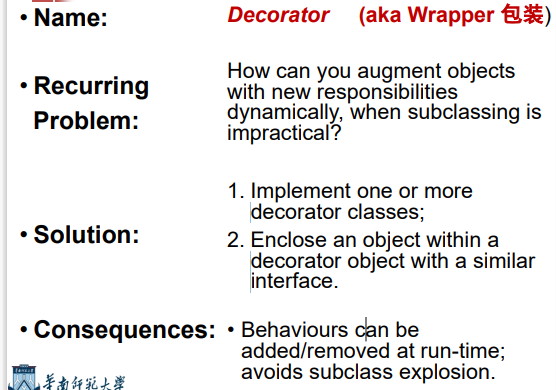 • Name:
Decorator (aka Wrapper 包装)
• Recurring
Problem:
How can you augment objects
with new responsibilities
dynamically, when subclassing is
impractical?
• Solution:
1. Implement one or more
decorator classes;
2. Enclose an object within a
decorator object with a similar
interface.
• Consequences:
• Behaviours can be
added/removed at run-time;
avoids subclass explosion.
華南師範大學